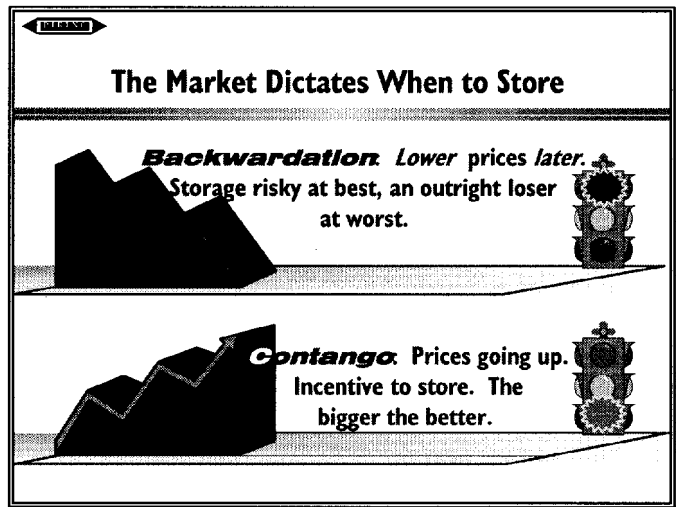 The Market Dictates When to Store
Backwardation: Lower prices later.
Storage risky at best, an outright loser
at worst.
Contango: Prices going up.
Incentive to store. The
bigger the better.